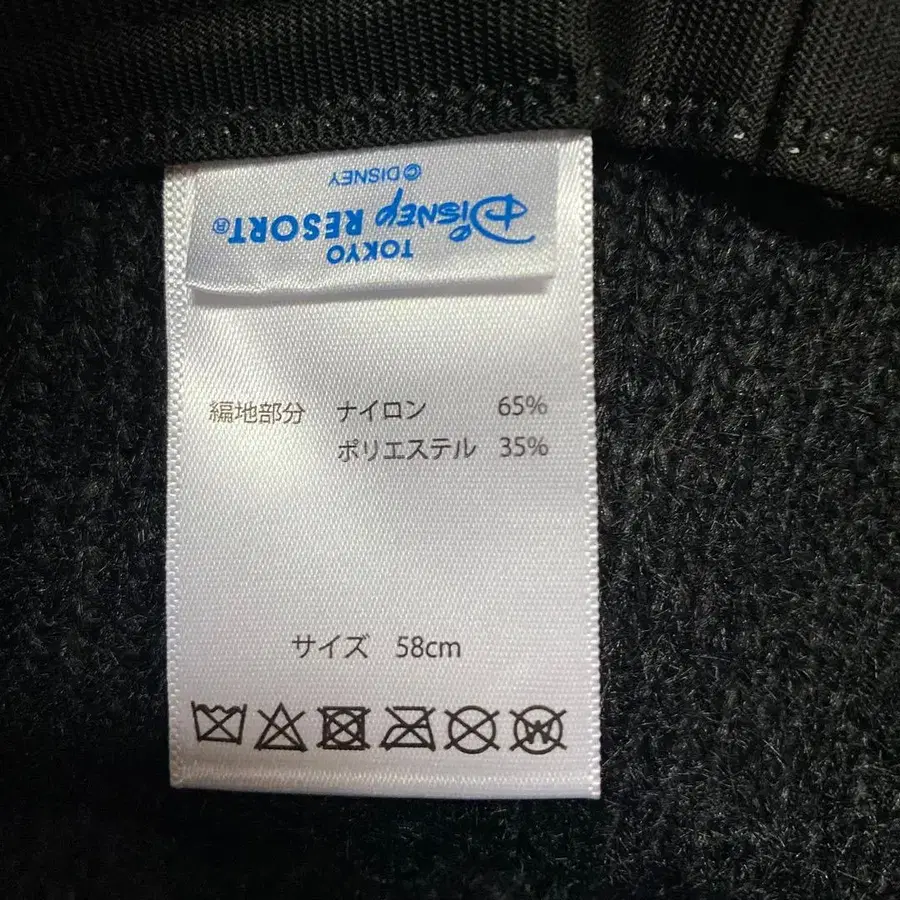 TOKYO
Disney RESORT®
© DISNEY
編地部分 ナイロン 65%
ポリエステル 35%
サイズ 58cm
W